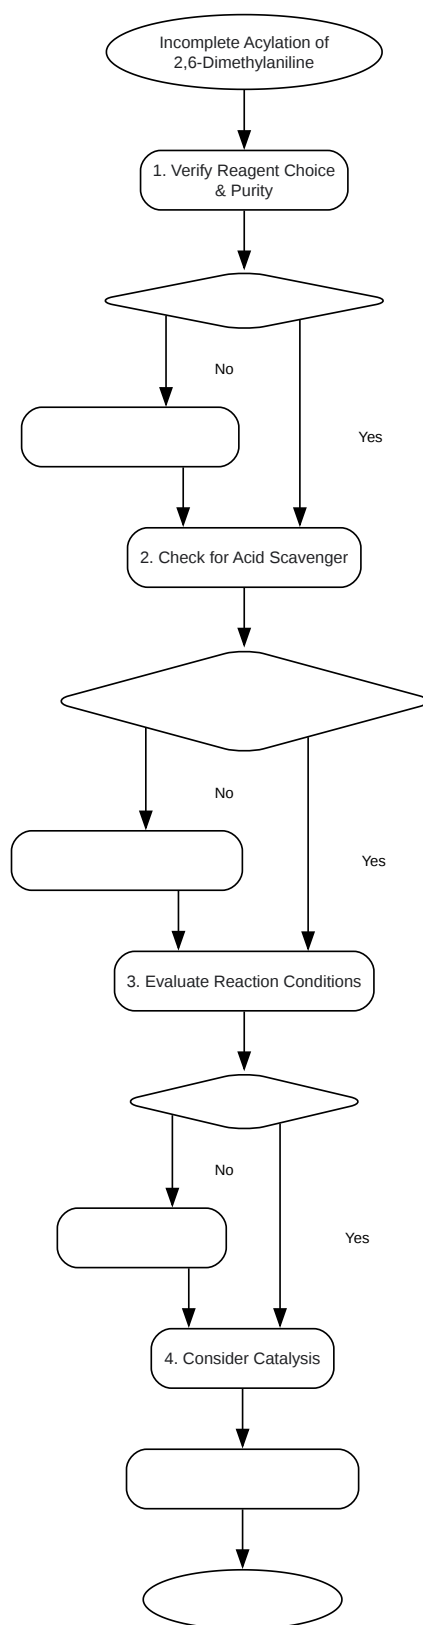 Incomplete Acylation of
2,6-Dimethylaniline
1. Verify Reagent Choice
& Purity
No
Yes
2. Check for Acid Scavenger
No
Yes
3. Evaluate Reaction Conditions
No
Yes
4. Consider Catalysis